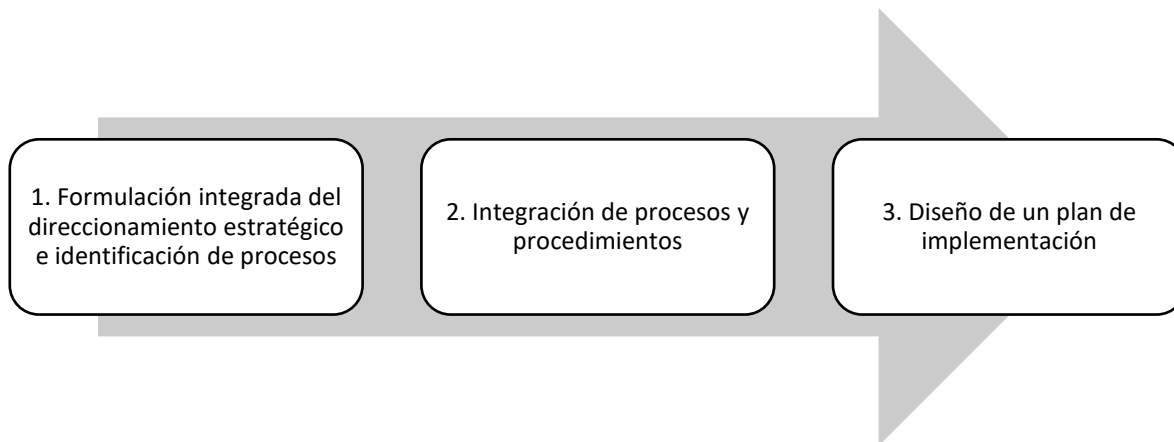 1. Formulación integrada del
direccionamiento estratégico
e identificación de procesos
2. Integración de procesos y
procedimientos
3. Diseño de un plan de
implementación